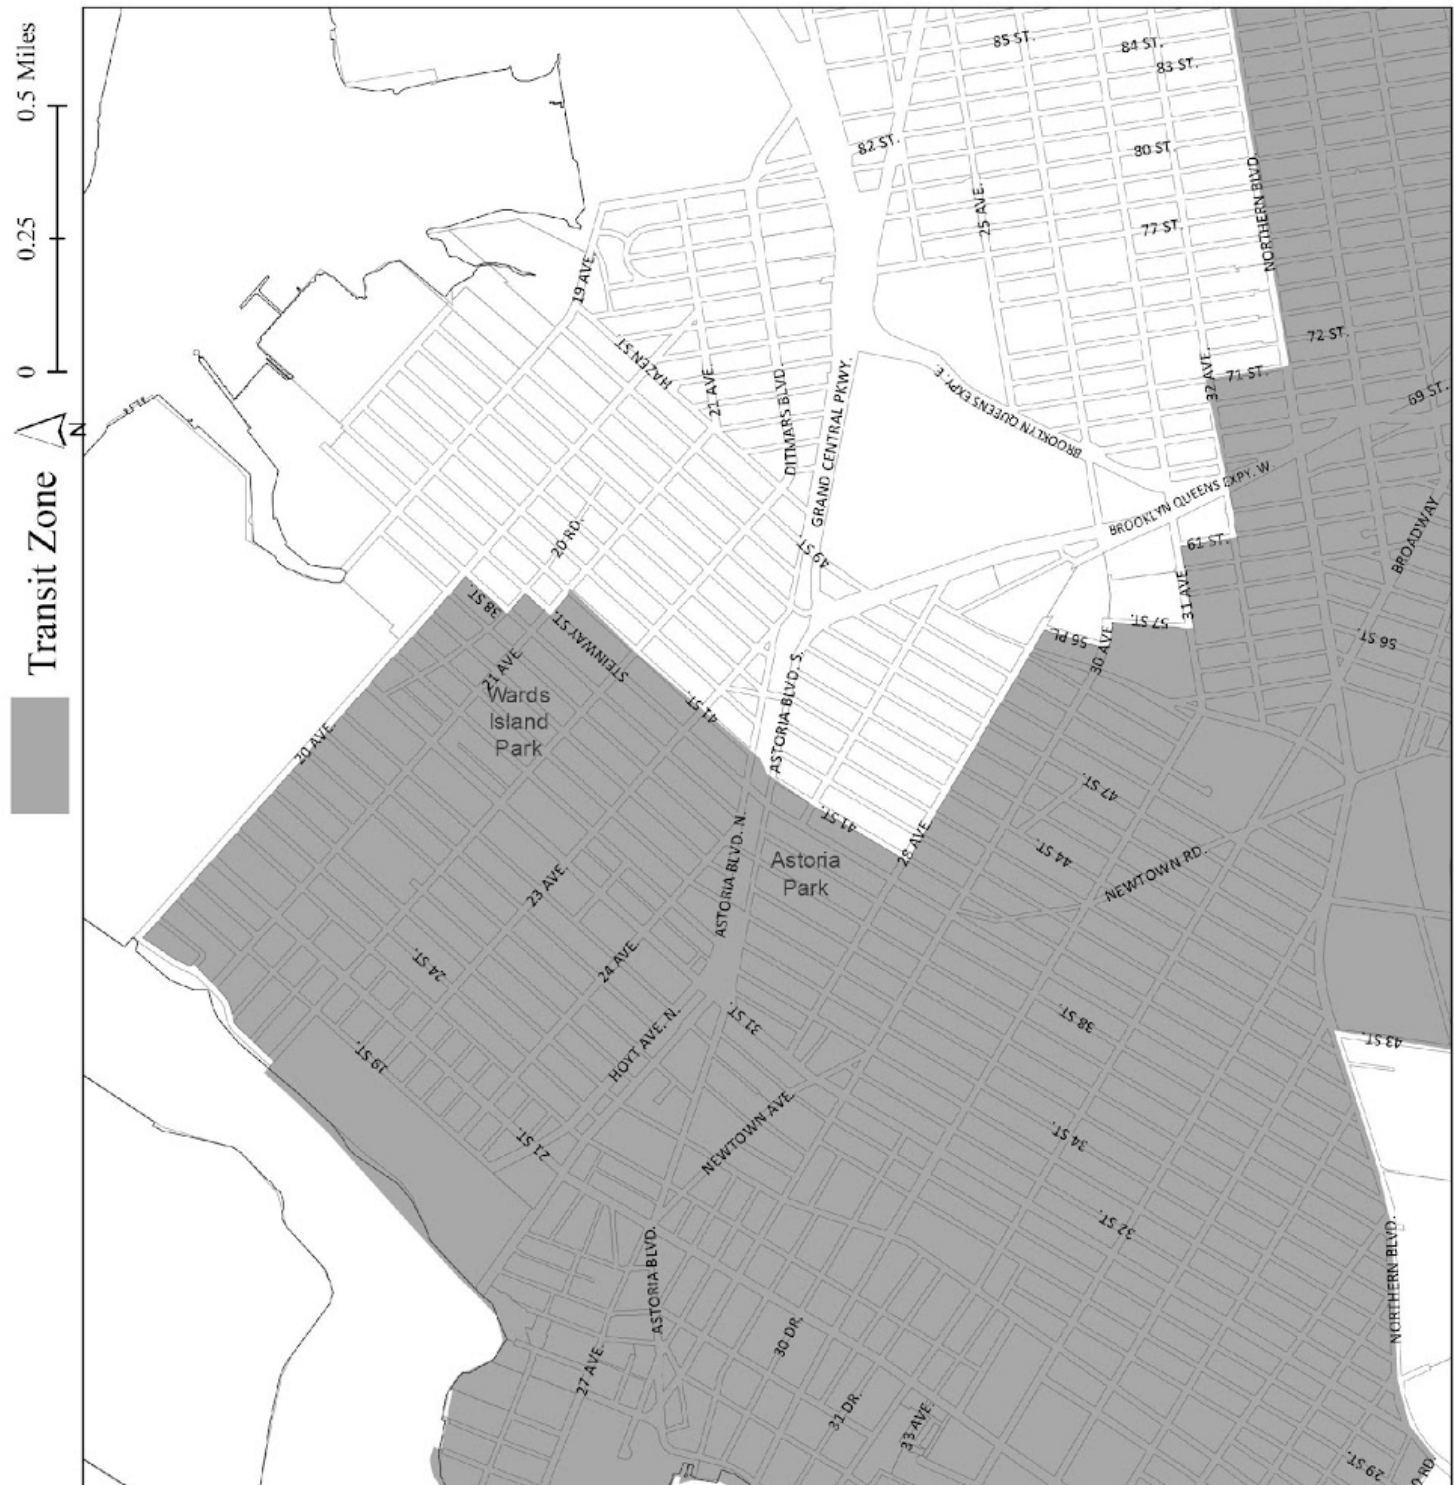 0.5 Miles
0.25
0
N
Transit Zone
85 ST.
84 ST.
83 ST.
82 ST.
80 ST.
25 AVE.
77 ST.
NORTHERN BLVD.
19 AVE.
HAZEN ST.
21 AVE.
DITMARS BLVD.
GRAND CENTRAL PKWY.
BROOKLYN QUEENS EXPY. E.
32 AVE.
71 ST.
72 ST.
69 ST.
20 RD.
49 ST.
BROOKLYN QUEENS EXPY. W.
61 ST.
BROADWAY
38 ST.
STEINWAY ST.
31 AVE
57 ST.
56 PL
30 AVE.
56 ST.
21 AVE.
Wards
Island
Park
41 ST.
ASTORIA BLVD. S.
20 AVE.
47 ST.
41 ST.
28 AVE.
44 ST.
NEWTOWN RD.
ASTORIA BLVD. N.
Astoria
Park
23 AVE.
24 ST.
24 AVE.
31 ST.
38 ST.
43 ST.
19 ST.
HOYT AVE. N.
21 ST.
NEWTOWN AVE.
34 ST.
32 ST.
ASTORIA BLVD.
NORTHERN BLVD.
27 AVE.
30 DR.
31 DR.
33 AVE.
29 ST.
RD.